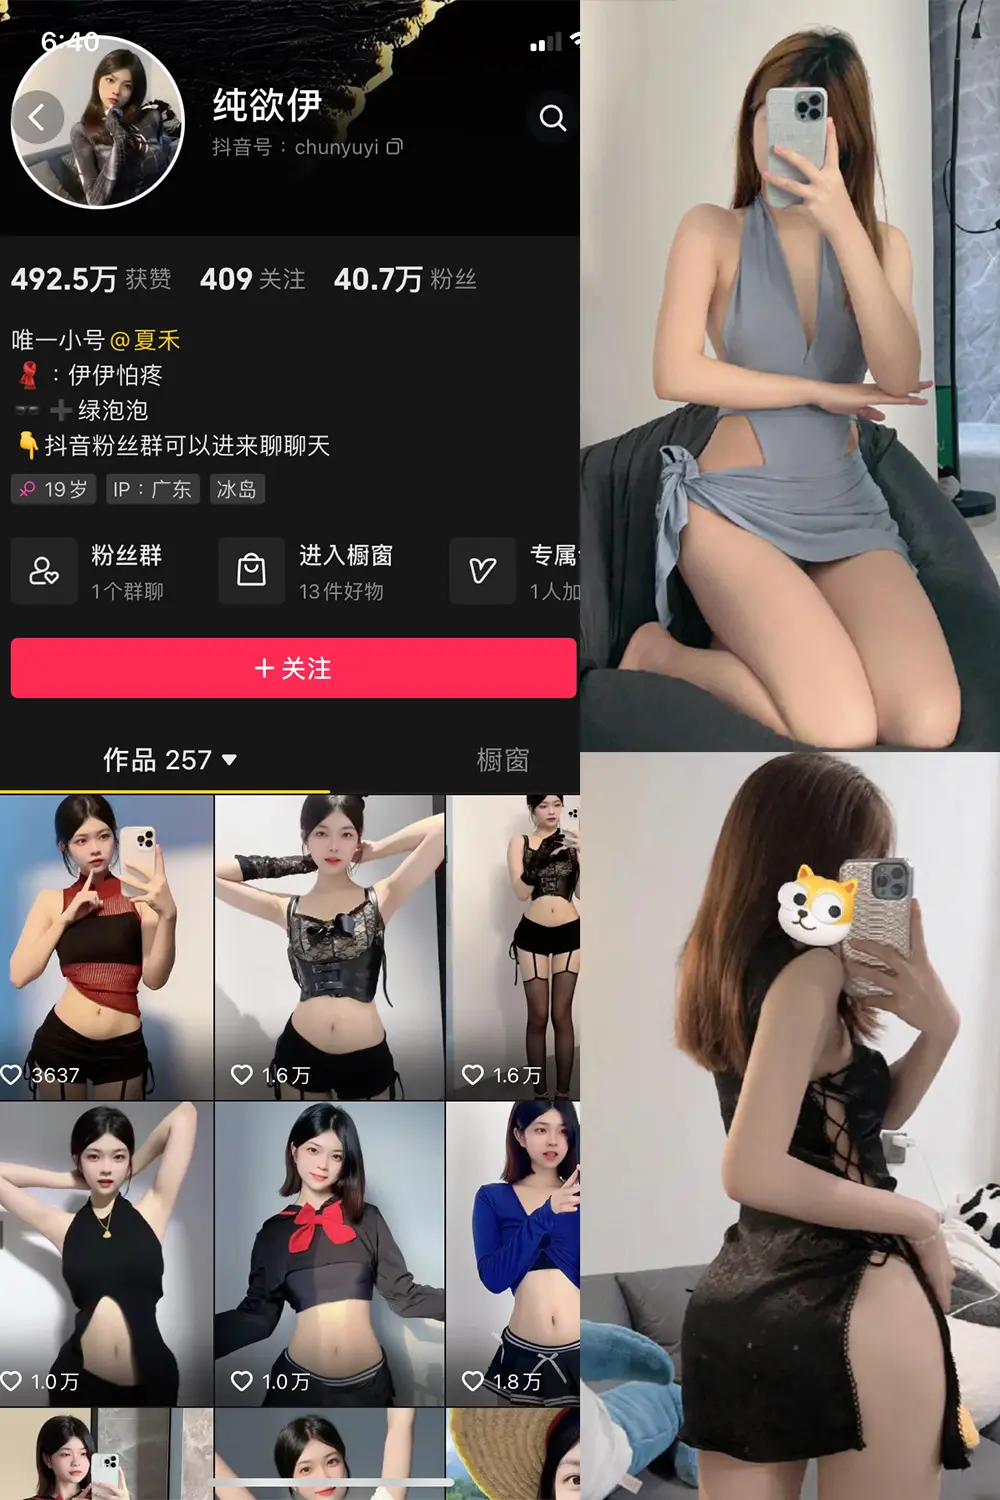 6:40
纯欲伊
抖音号：chunyuyi
492.5万 获赞 409 关注 40.7万 粉丝
唯一小号@夏禾
：伊伊怕疼
🕶️ ➕绿泡泡
👇抖音粉丝群可以进来聊聊天
19岁 IP：广东 冰岛
粉丝群 进入橱窗 专属
1个群聊 13件好物 1人加
+ 关注
作品 257 橱窗
3637 1.6万 1.6万
1.0万 1.0万 1.8万